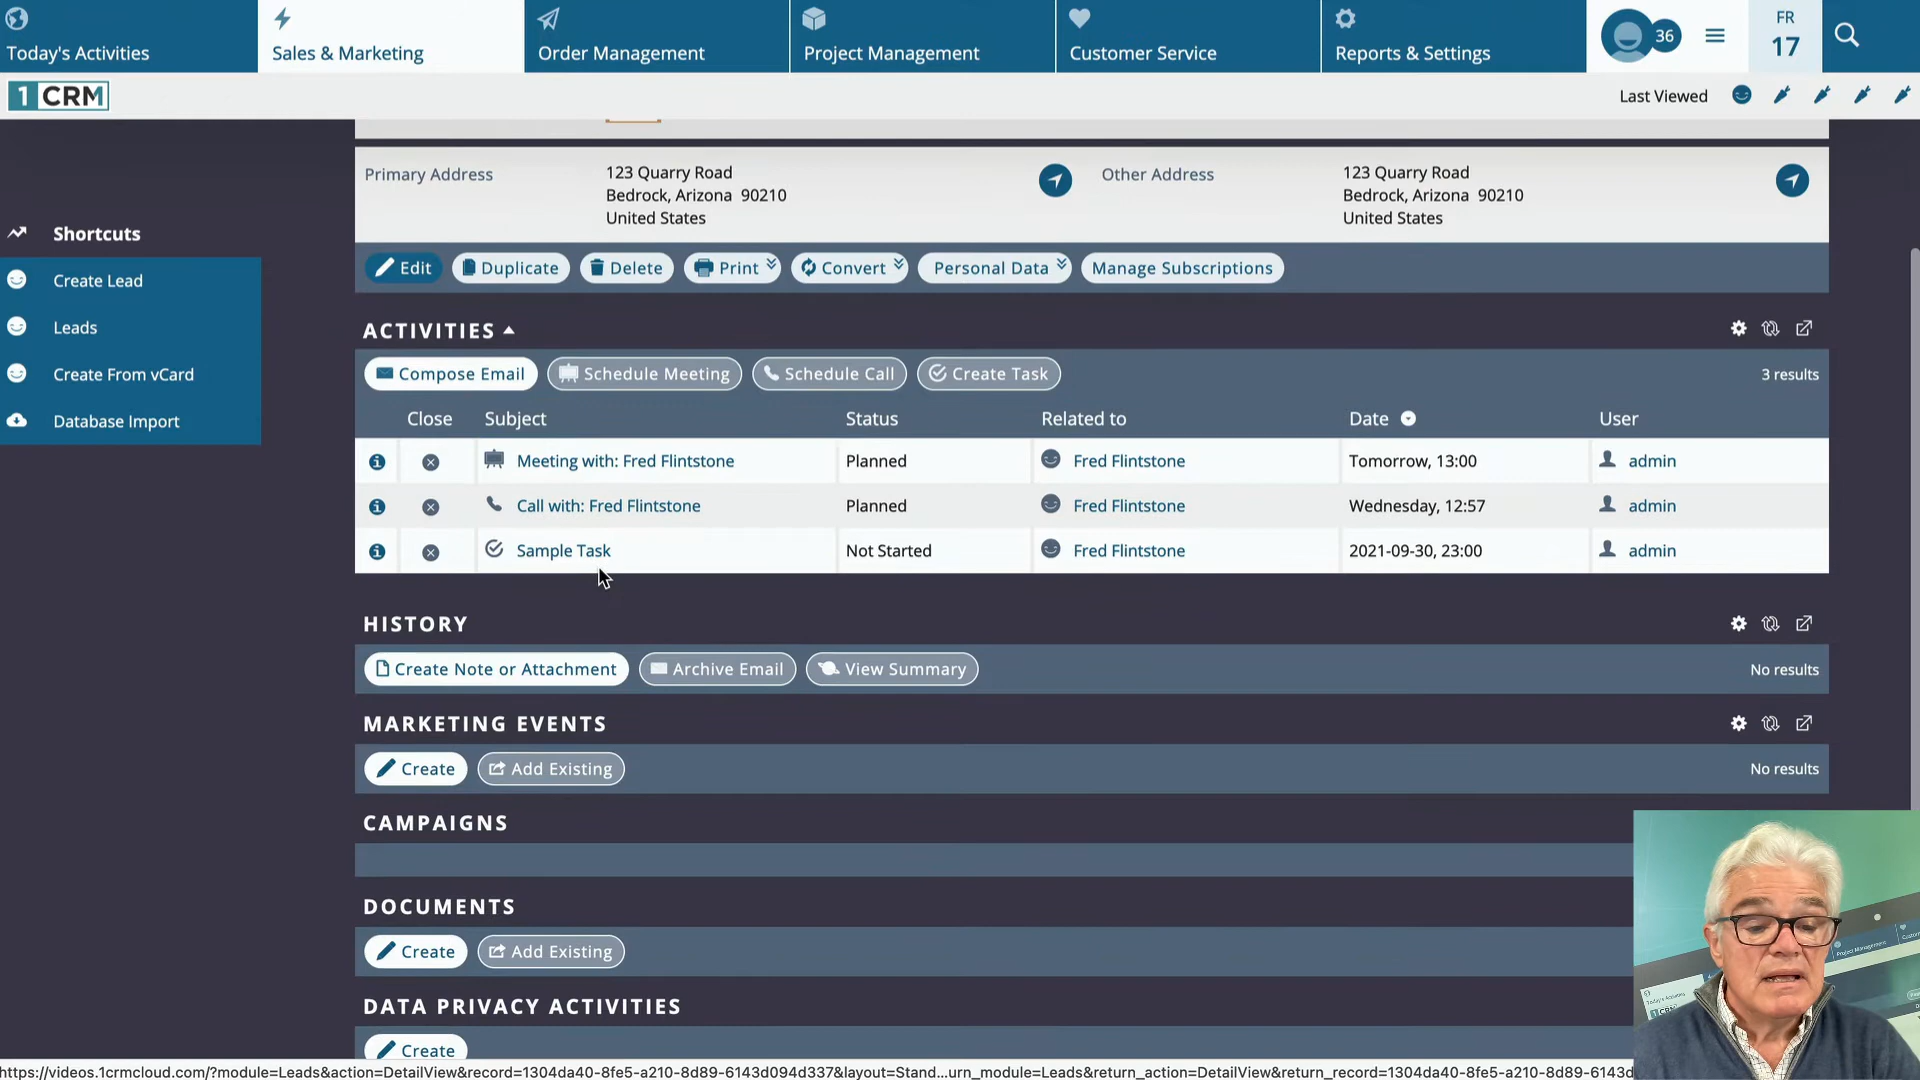 Today's Activities
Sales & Marketing
Order Management
Project Management
Customer Service
Reports & Settings
36
FR
17
1 CRM
Last Viewed
Primary Address
123 Quarry Road
Bedrock, Arizona 90210
United States
Other Address
123 Quarry Road
Bedrock, Arizona 90210
United States
Shortcuts
Create Lead
Leads
Create From vCard
Database Import
Edit
Duplicate
Delete
Print
Convert
Personal Data
Manage Subscriptions
ACTIVITIES
Compose Email
Schedule Meeting
Schedule Call
Create Task
3 results
Close Subject Status Related to Date User
Meeting with: Fred Flintstone Planned Fred Flintstone Tomorrow, 13:00 admin
Call with: Fred Flintstone Planned Fred Flintstone Wednesday, 12:57 admin
Sample Task Not Started Fred Flintstone 2021-09-30, 23:00 admin
HISTORY
Create Note or Attachment
Archive Email
View Summary
No results
MARKETING EVENTS
Create
Add Existing
No results
CAMPAIGNS
DOCUMENTS
Create
Add Existing
DATA PRIVACY ACTIVITIES
Create
https://videos.1crmcloud.com/?module=Leads&action=DetailView&record=1304da40-8fe5-a210-8d89-6143d094d337&layout=Stand...urn_module=Leads&return_action=DetailView&return_record=1304da40-8fe5-a210-8d89-6143d
Project Management
Today's Activities